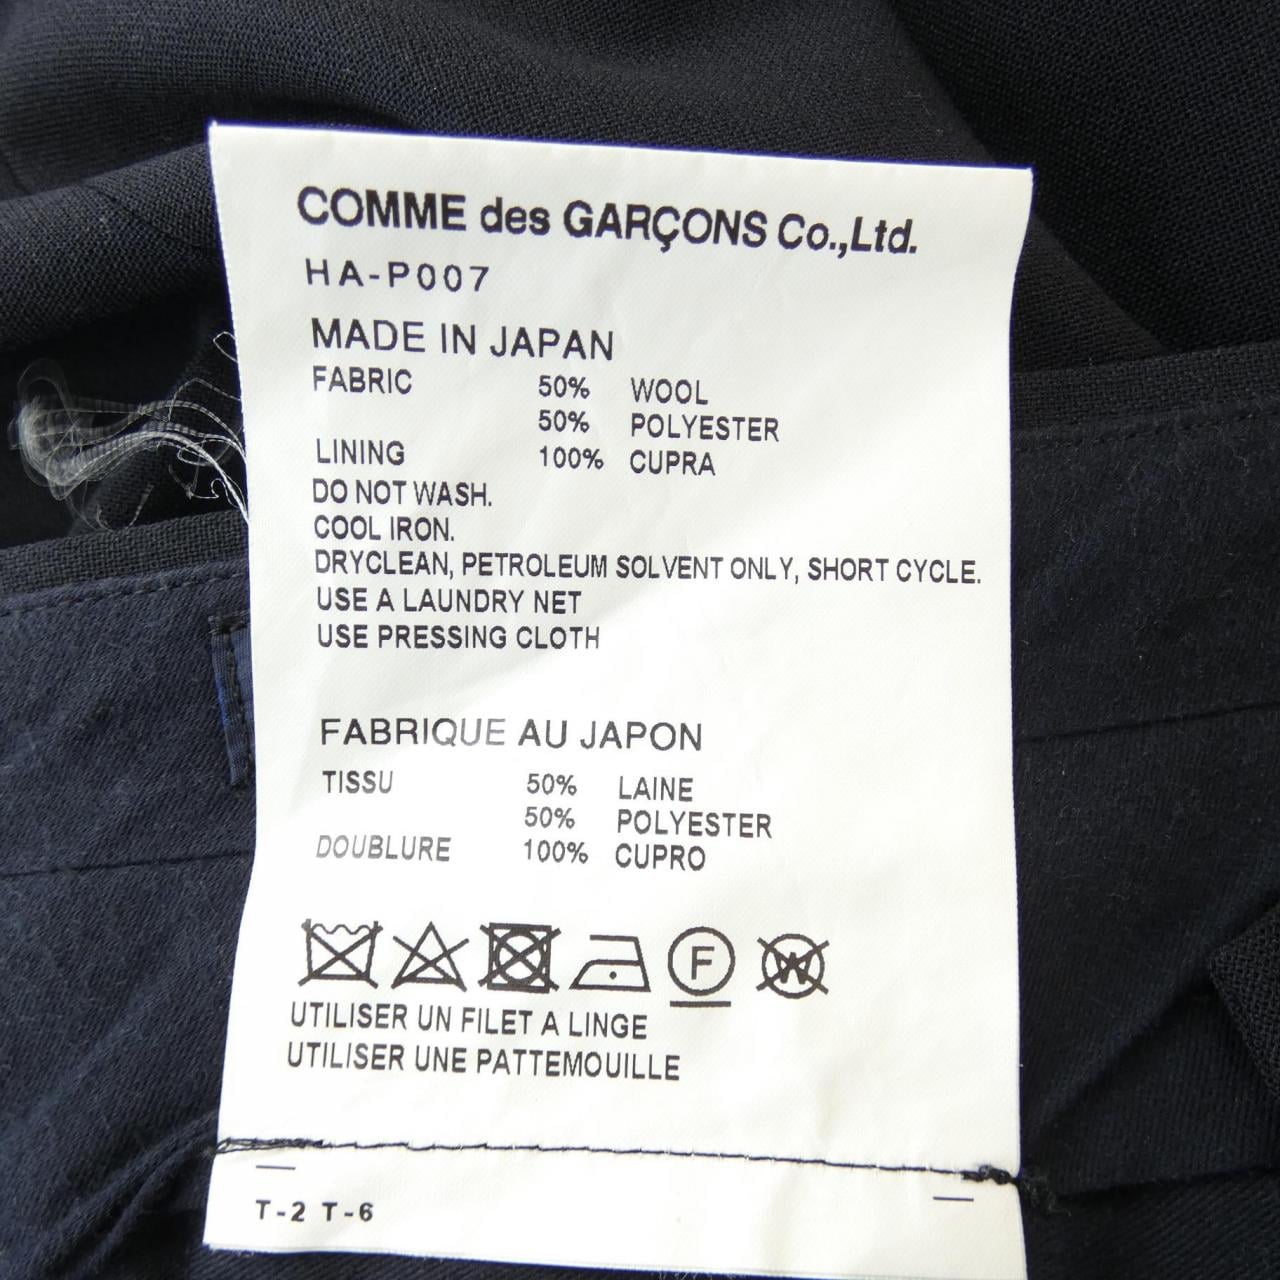 COMME des GARÇONS Co.,Ltd.
HA-P007
MADE IN JAPAN
FABRIC 50% WOOL
50% POLYESTER
LINING 100% CUPRA
DO NOT WASH.
COOL IRON.
DRYCLEAN, PETROLEUM SOLVENT ONLY, SHORT CYCLE.
USE A LAUNDRY NET
USE PRESSING CLOTH
FABRIQUE AU JAPON
TISSU 50% LAINE
50% POLYESTER
DOUBLURE 100% CUPRO
F W
UTILISER UN FILET A LINGE
UTILISER UNE PATTEMOUILLE
T-2 T-6